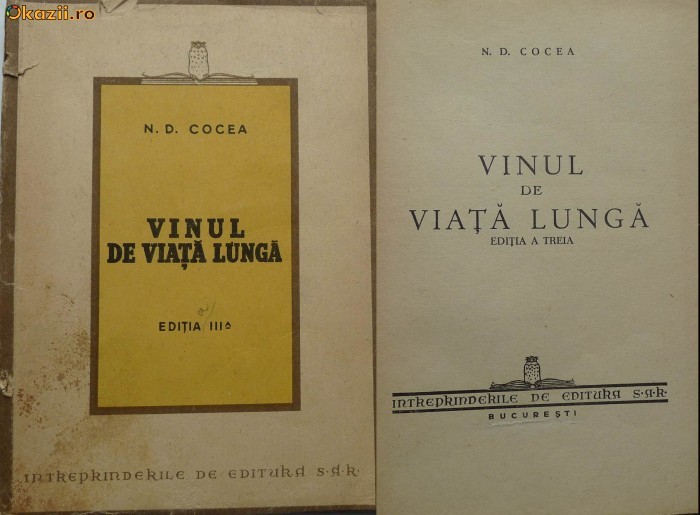 Okazii.ro
N. D. COCEA
VINUL
DE VIAȚĂ LUNGĂ
EDIȚIA III a
INTREPRINDERILE DE EDITURA S·A·R·
N. D. COCEA
VINUL
DE
VIAȚĂ LUNGĂ
EDIȚIA A TREIA
INTREPRINDERILE DE EDITURA S·A·R·
BUCUREȘTI